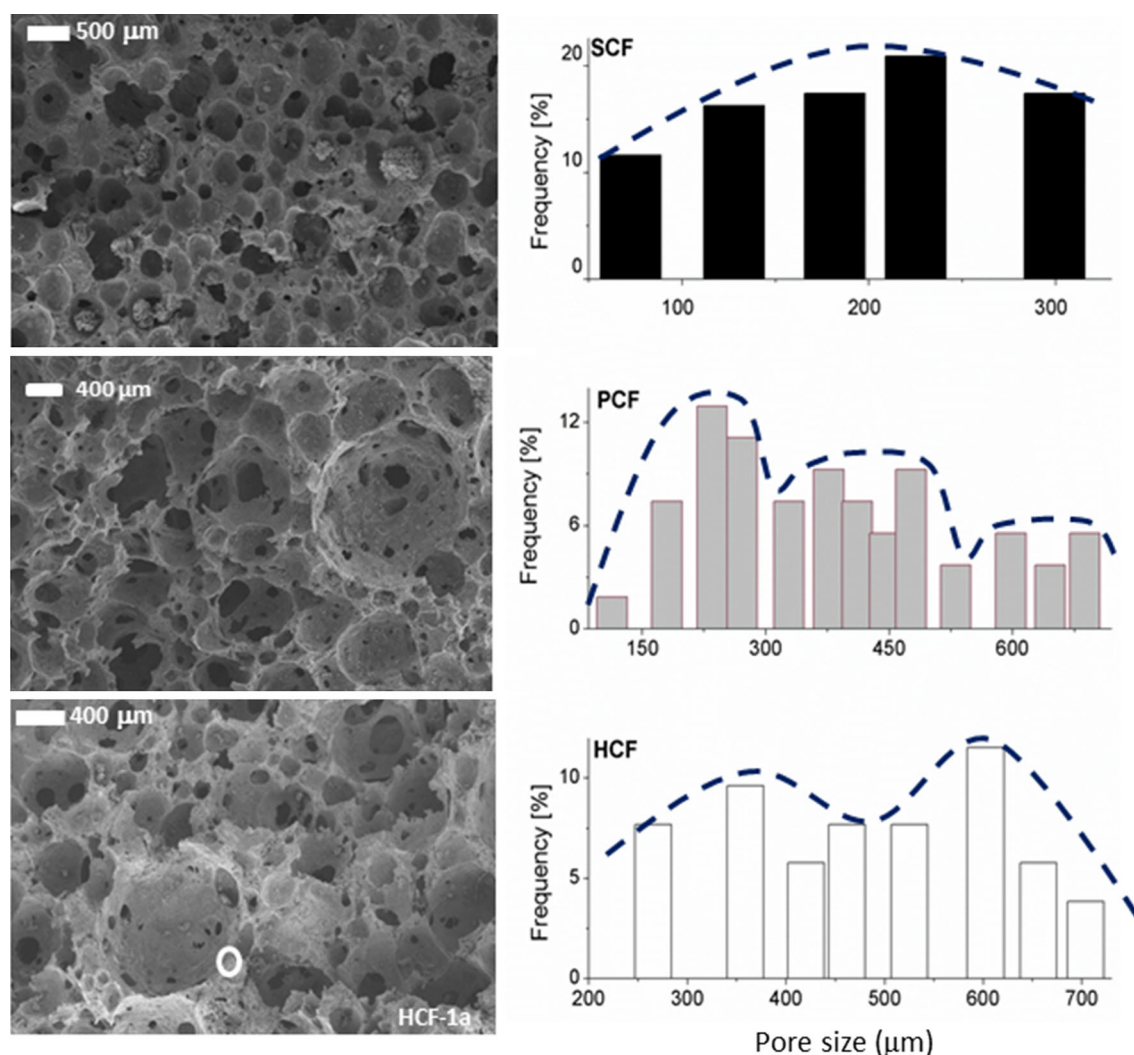 500 μm
SCF
Frequency [%]
20
10
0
100 200 300
400 μm
PCF
Frequency [%]
12
6
0
150 300 450 600
400 μm
HCF-1a
HCF
Frequency [%]
10
5
0
200 300 400 500 600 700
Pore size (μm)